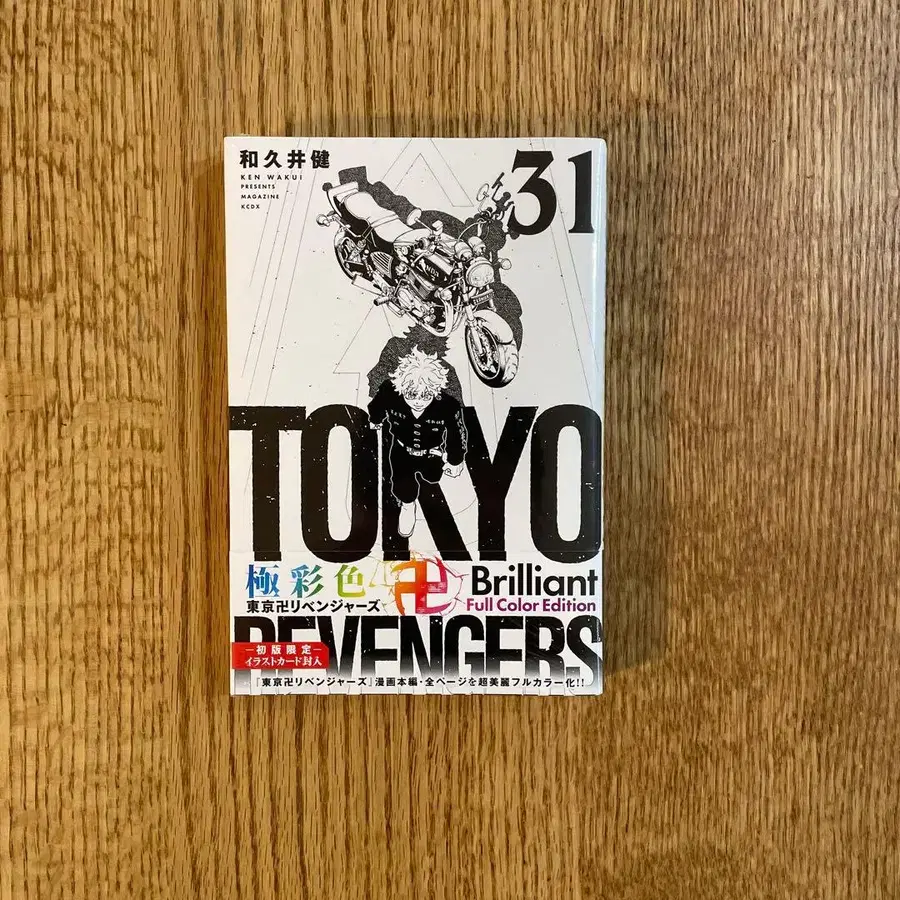 和久井健
KEN WAKUI
PRESENTS
MAGAZINE
KCDX
31
TOKYO
極彩色 卍 Brilliant
東京卍リベンジャーズ Full Color Edition
REVENGERS
初版限定
イラストカード封入
『東京卍リベンジャーズ』漫画本編・全ページを超美麗フルカラー化!!